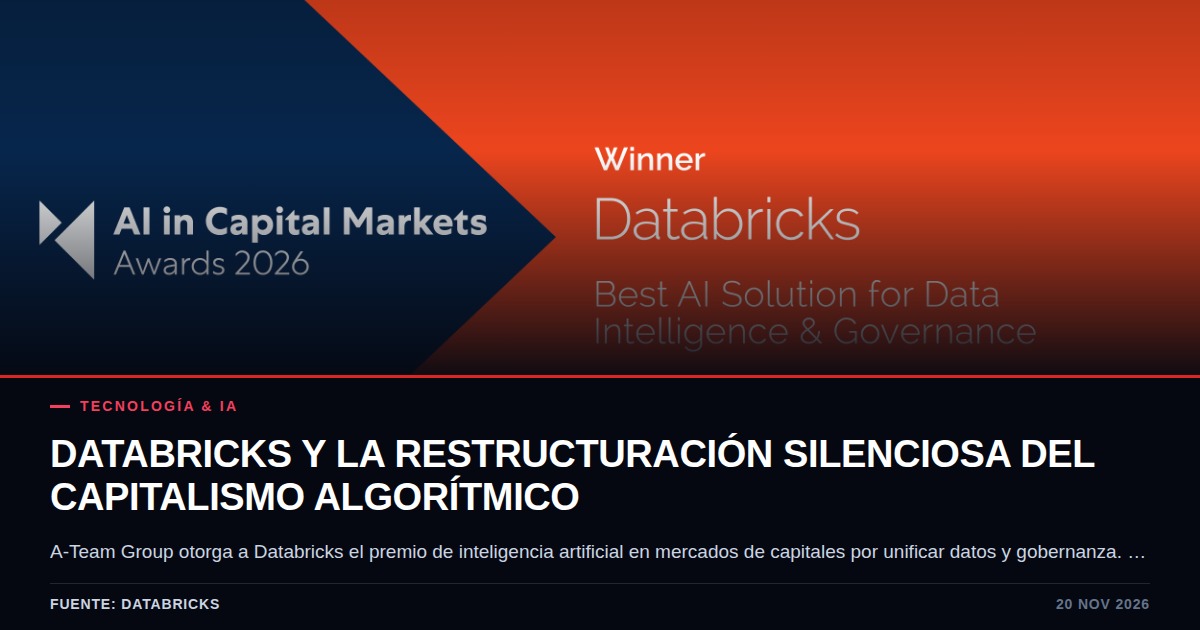 Winner
Databricks
AI in Capital Markets
Awards 2026
Best AI Solution for Data
Intelligence & Governance
TECNOLOGÍA & IA
DATABRICKS Y LA RESTRUCTURACIÓN SILENCIOSA DEL
CAPITALISMO ALGORÍTMICO
A-Team Group otorga a Databricks el premio de inteligencia artificial en mercados de capitales por unificar datos y gobernanza. …
FUENTE: DATABRICKS
20 NOV 2026